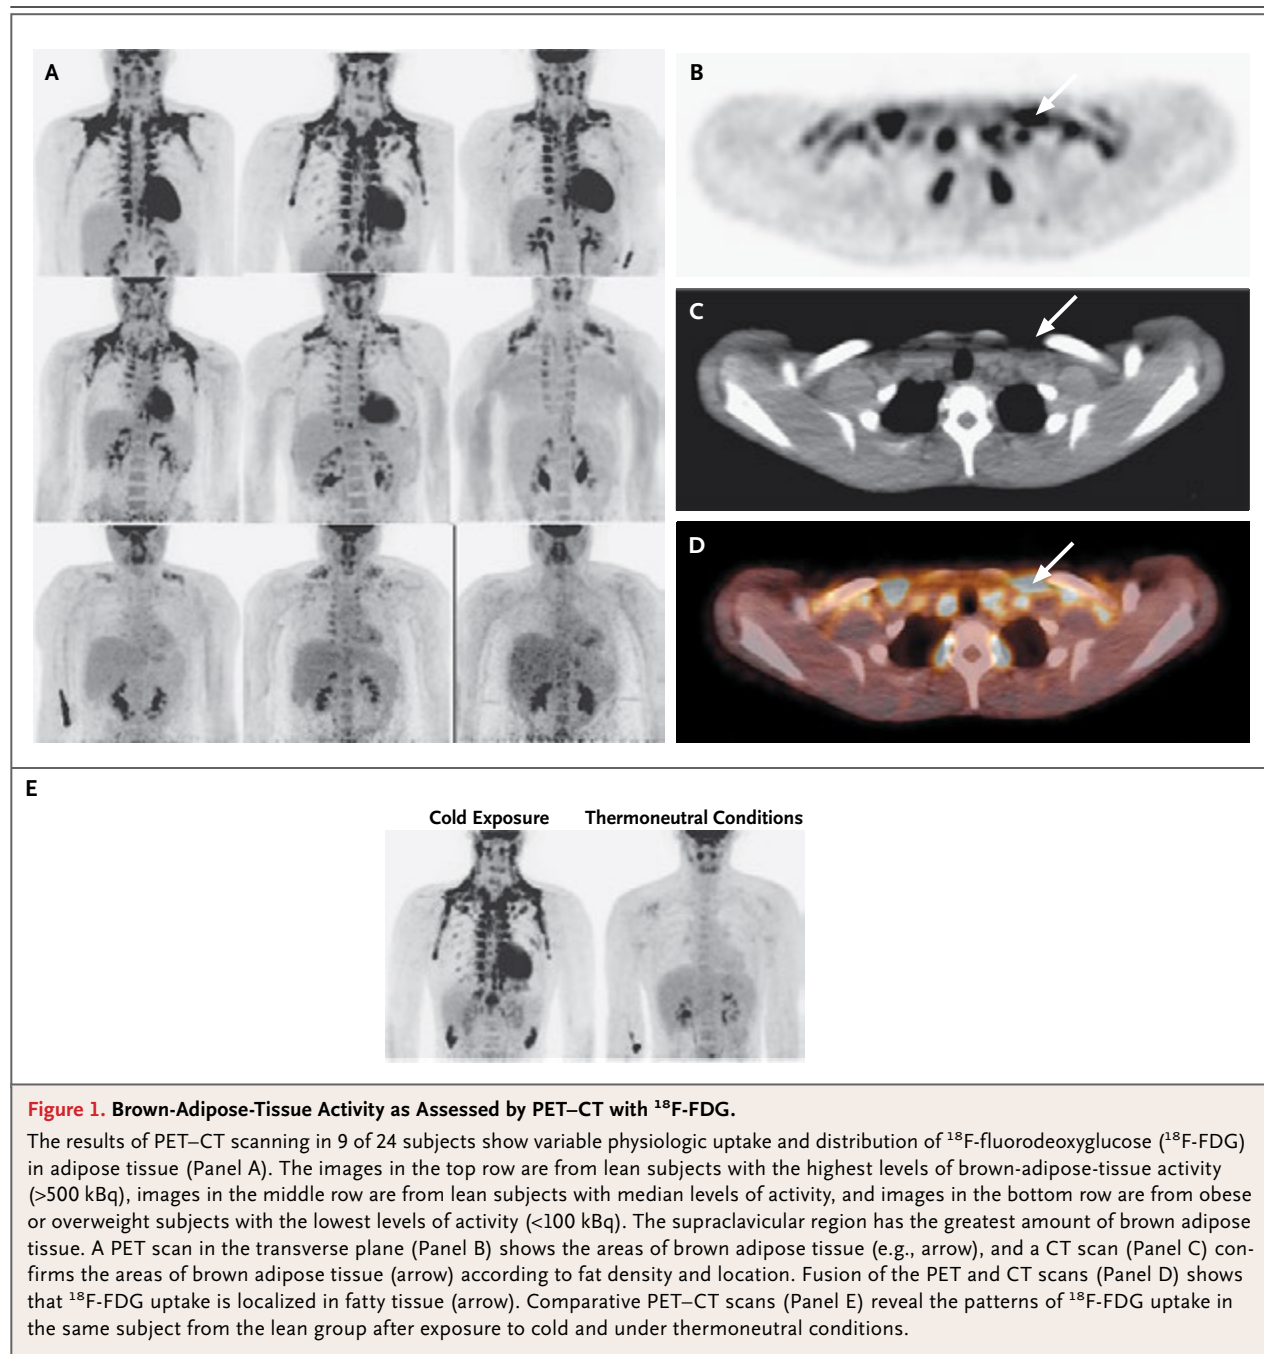 A
B
C
D
E
Cold Exposure Thermoneutral Conditions
Figure 1. Brown-Adipose-Tissue Activity as Assessed by PET–CT with ¹⁸F-FDG.
The results of PET–CT scanning in 9 of 24 subjects show variable physiologic uptake and distribution of ¹⁸F-fluorodeoxyglucose (¹⁸F-FDG)
in adipose tissue (Panel A). The images in the top row are from lean subjects with the highest levels of brown-adipose-tissue activity
(>500 kBq), images in the middle row are from lean subjects with median levels of activity, and images in the bottom row are from obese
or overweight subjects with the lowest levels of activity (<100 kBq). The supraclavicular region has the greatest amount of brown adipose
tissue. A PET scan in the transverse plane (Panel B) shows the areas of brown adipose tissue (e.g., arrow), and a CT scan (Panel C) con-
firms the areas of brown adipose tissue (arrow) according to fat density and location. Fusion of the PET and CT scans (Panel D) shows
that ¹⁸F-FDG uptake is localized in fatty tissue (arrow). Comparative PET–CT scans (Panel E) reveal the patterns of ¹⁸F-FDG uptake in
the same subject from the lean group after exposure to cold and under thermoneutral conditions.